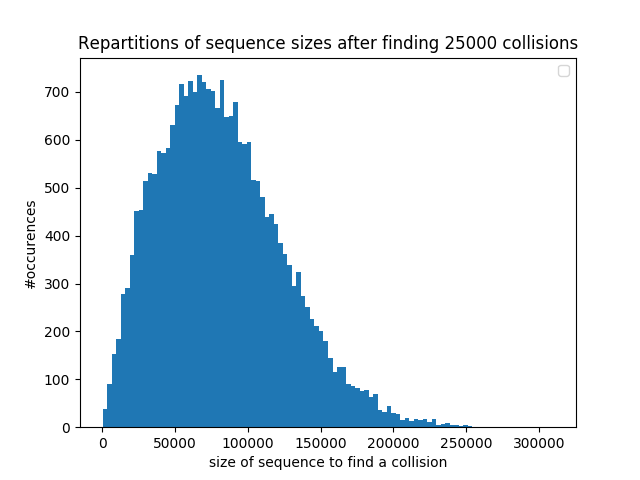 Repartitions of sequence sizes after finding 25000 collisions
700
600
500
400
300
200
100
0
#occurences
0 50000 100000 150000 200000 250000 300000
size of sequence to find a collision